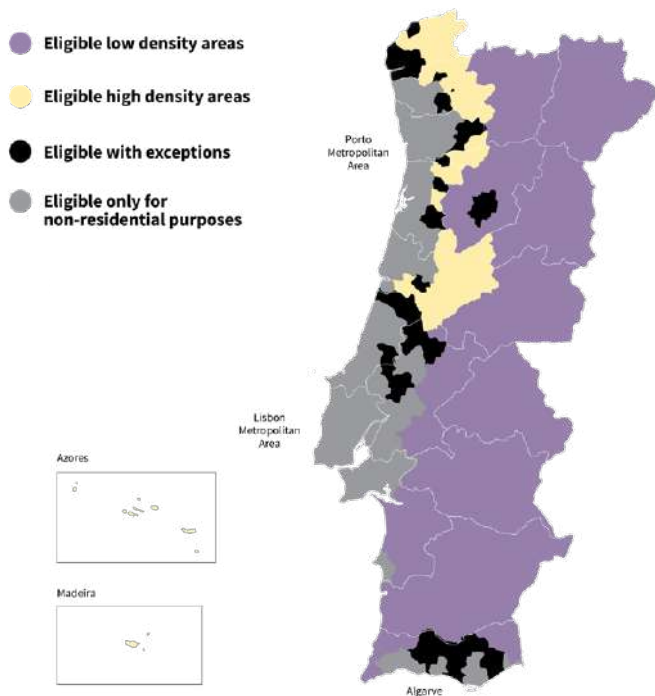 Eligible low density areas
Eligible high density areas
Eligible with exceptions
Eligible only for
non-residential purposes
Porto
Metropolitan
Area
Lisbon
Metropolitan
Area
Azores
Madeira
Algarve